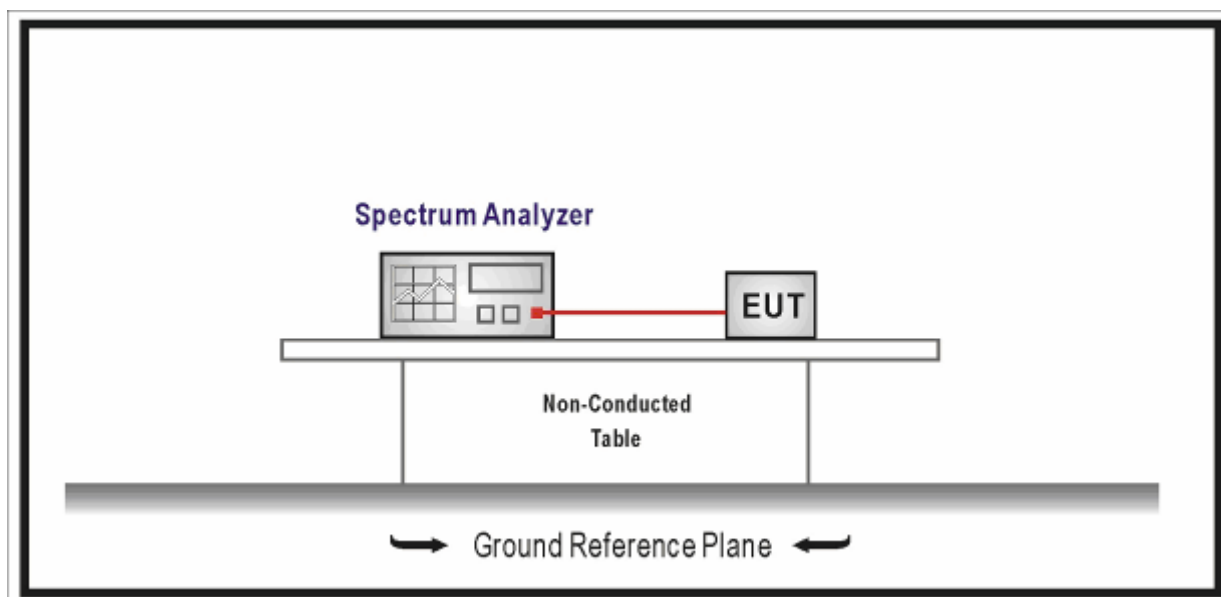 Spectrum Analyzer
EUT
Non-Conducted
Table
Ground Reference Plane